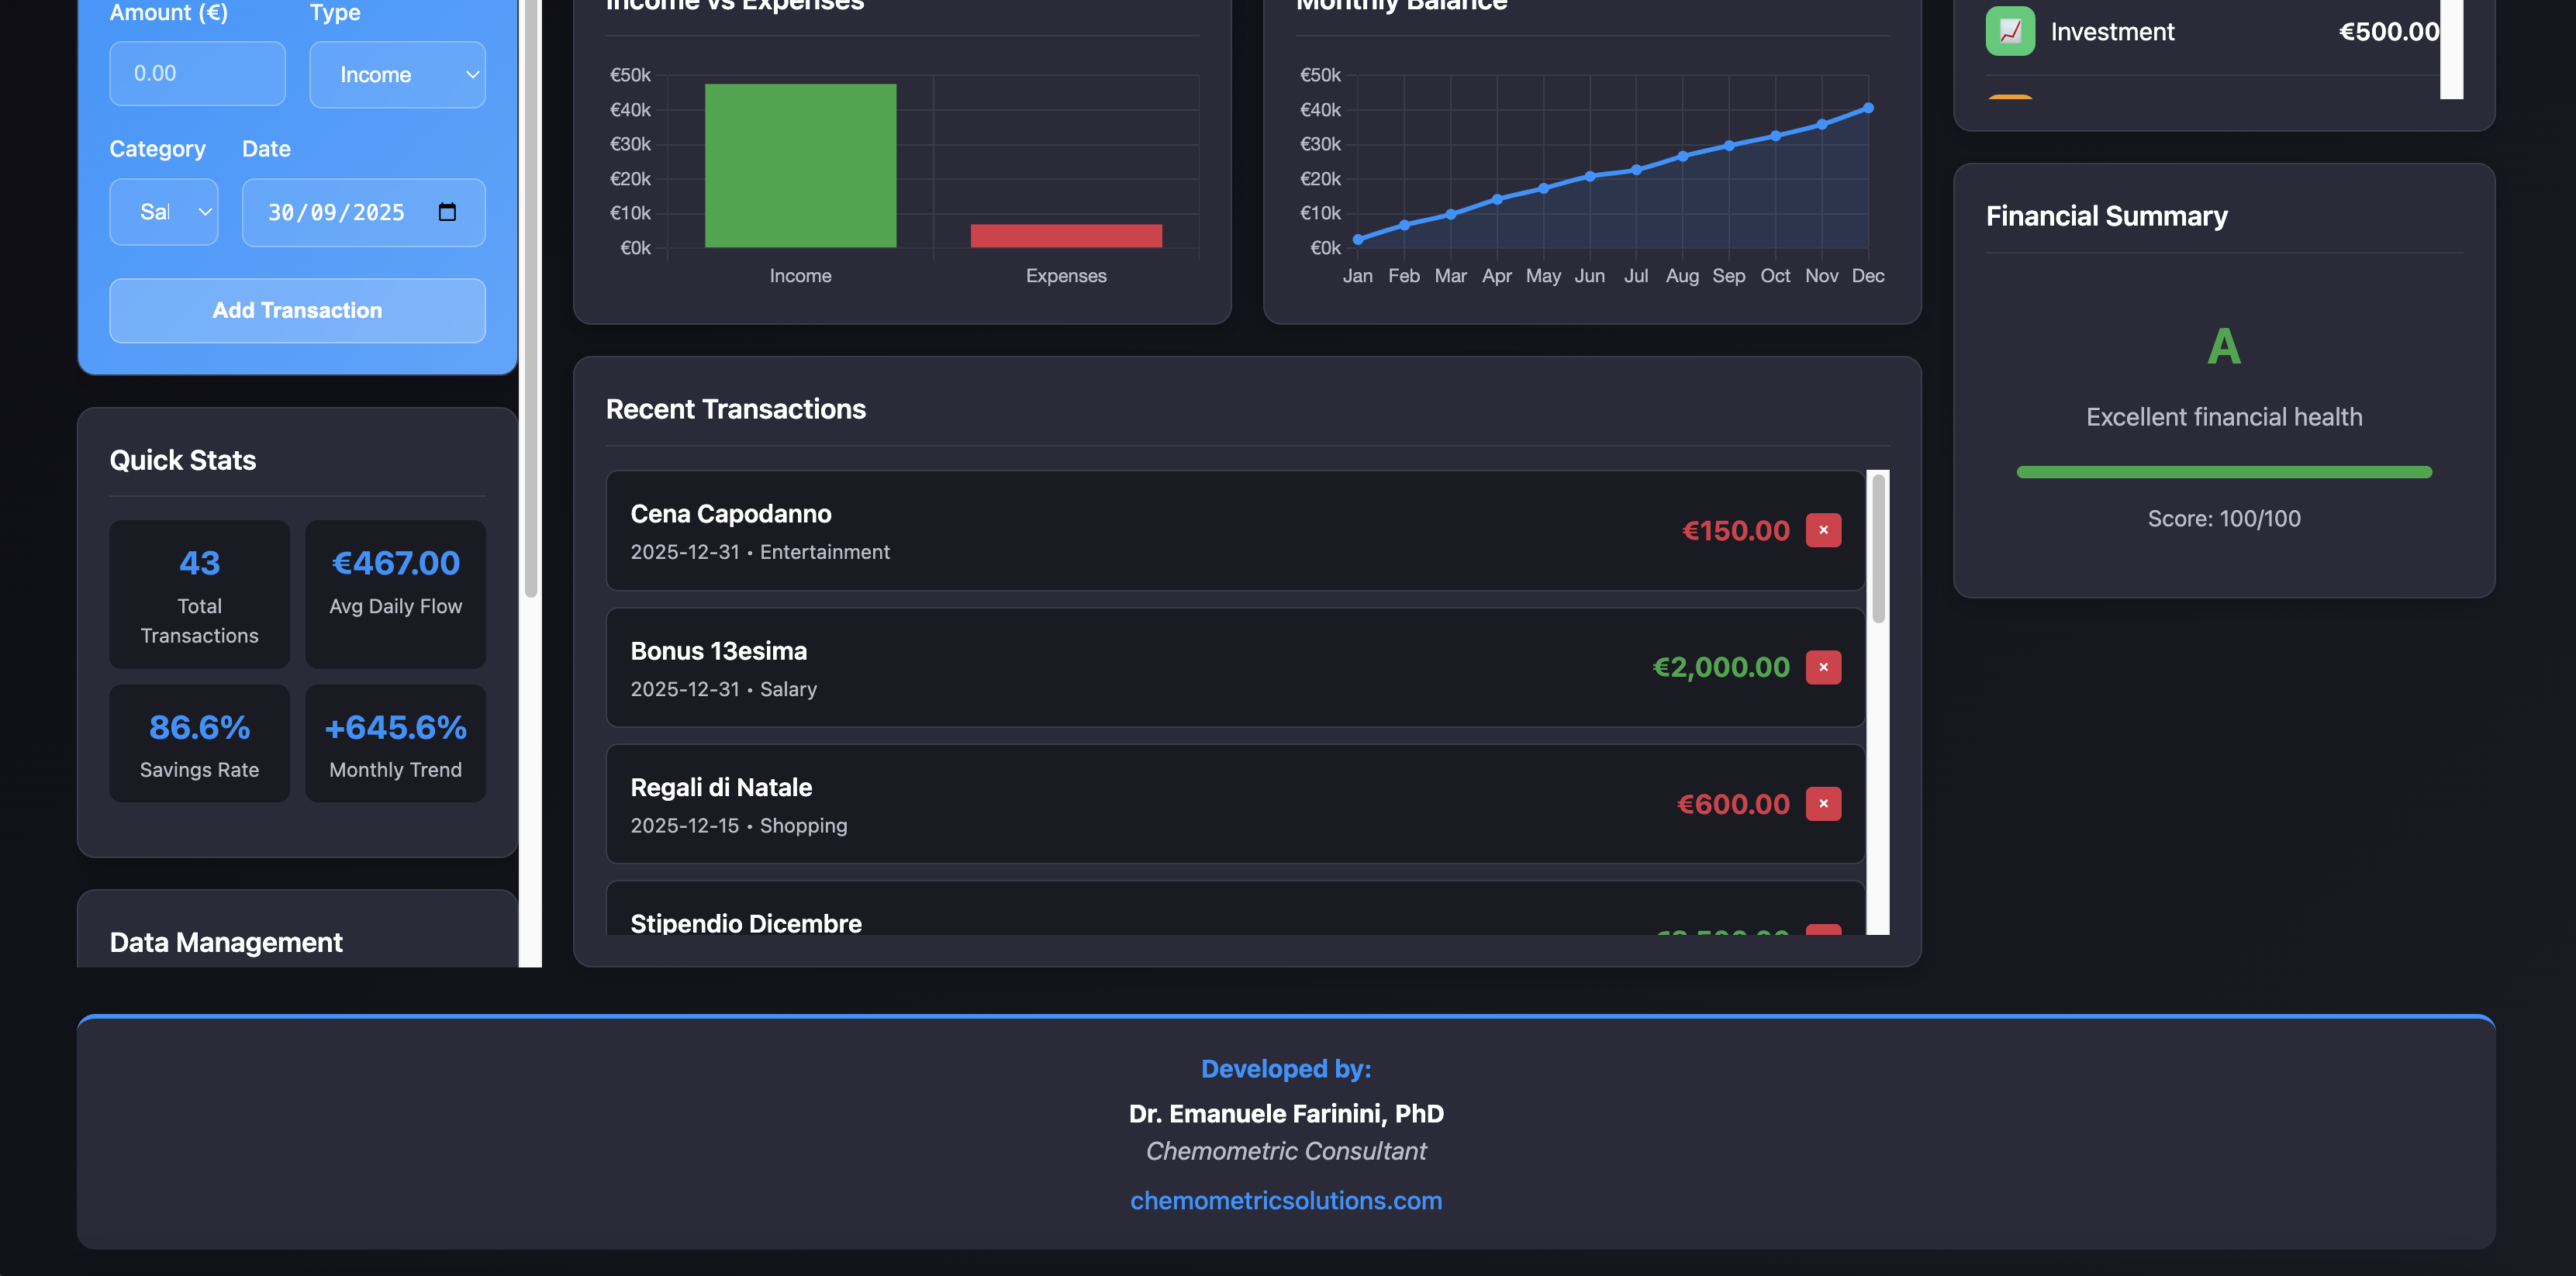 Amount (€)
Type
0.00
Income
Category
Date
Sal
30/09/2025
Add Transaction
Quick Stats
43
Total
Transactions
€467.00
Avg Daily Flow
86.6%
Savings Rate
+645.6%
Monthly Trend
Data Management
Income vs Expenses
€50k
€40k
€30k
€20k
€10k
€0k
Income
Expenses
Monthly Balance
€50k
€40k
€30k
€20k
€10k
€0k
Jan Feb Mar Apr May Jun Jul Aug Sep Oct Nov Dec
Recent Transactions
Cena Capodanno
2025-12-31 • Entertainment
€150.00
×
Bonus 13esima
2025-12-31 • Salary
€2,000.00
×
Regali di Natale
2025-12-15 • Shopping
€600.00
×
Stipendio Dicembre
Investment
€500.00
Financial Summary
A
Excellent financial health
Score: 100/100
Developed by:
Dr. Emanuele Farinini, PhD
Chemometric Consultant
chemometricsolutions.com